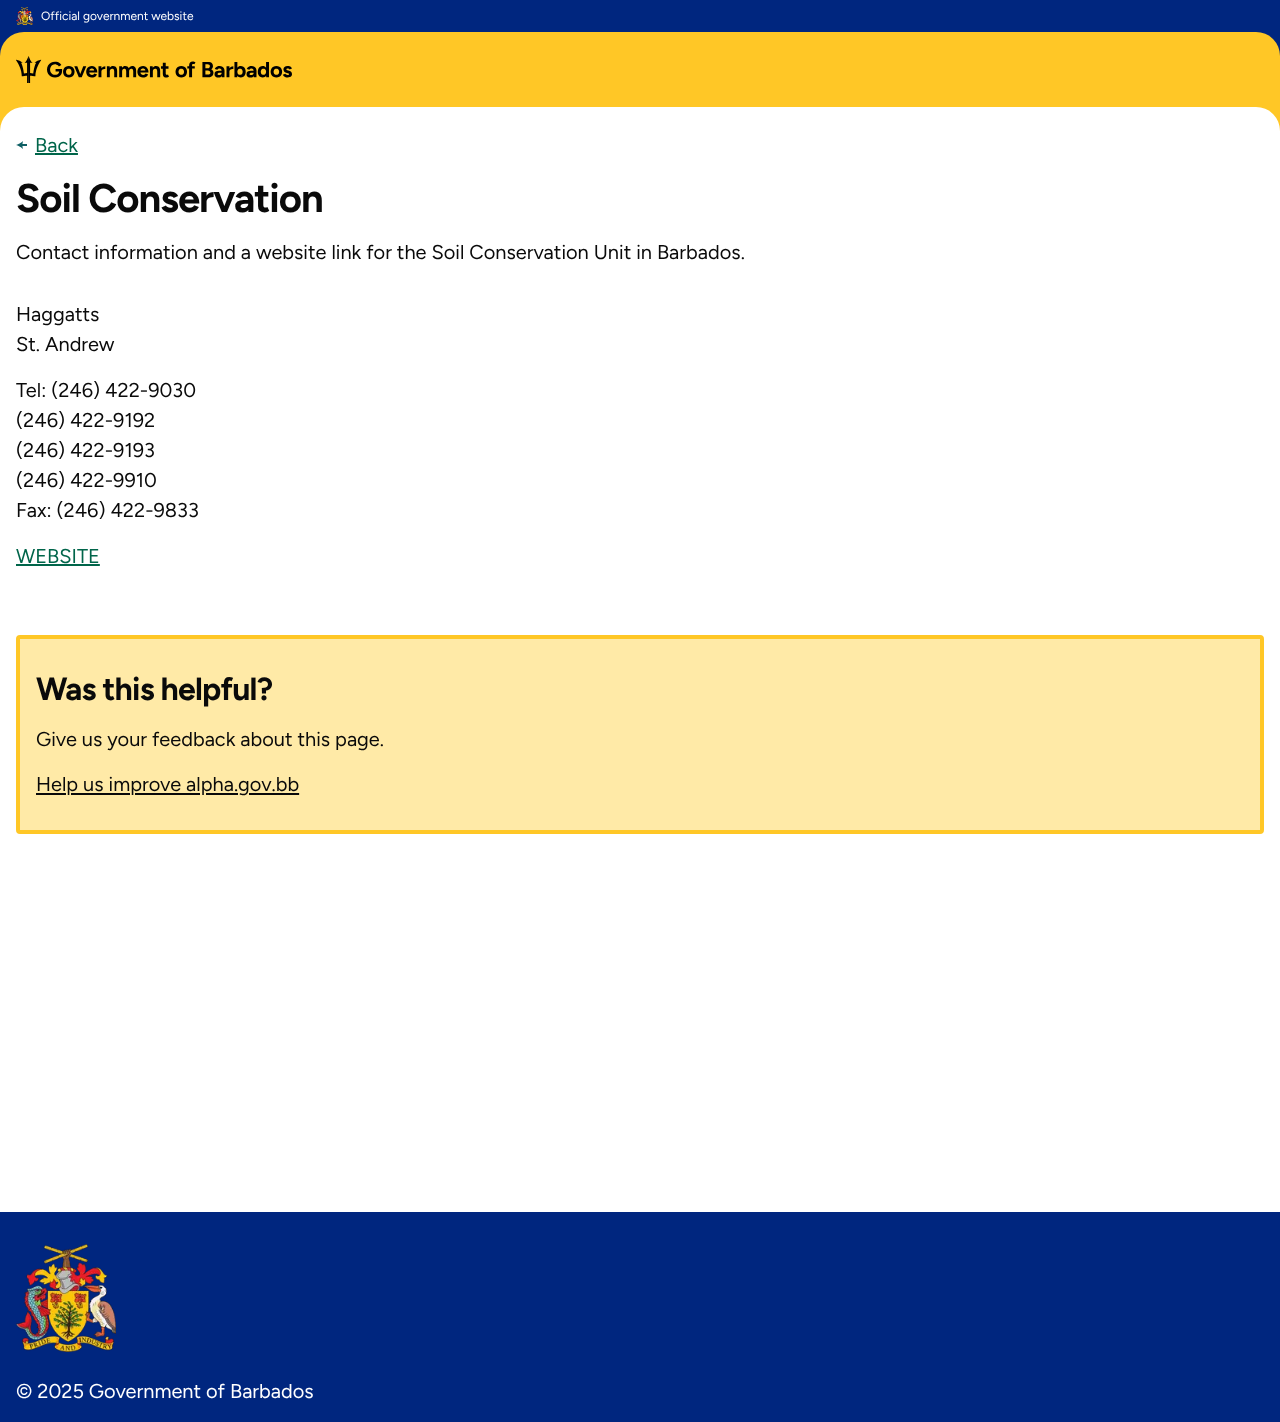 Official government website
Government of Barbados
Back
Soil Conservation
Contact information and a website link for the Soil Conservation Unit in Barbados.
Haggatts
St. Andrew
Tel: (246) 422-9030
(246) 422-9192
(246) 422-9193
(246) 422-9910
Fax: (246) 422-9833
WEBSITE
Was this helpful?
Give us your feedback about this page.
Help us improve alpha.gov.bb
PRIDE AND INDUSTRY
© 2025 Government of Barbados